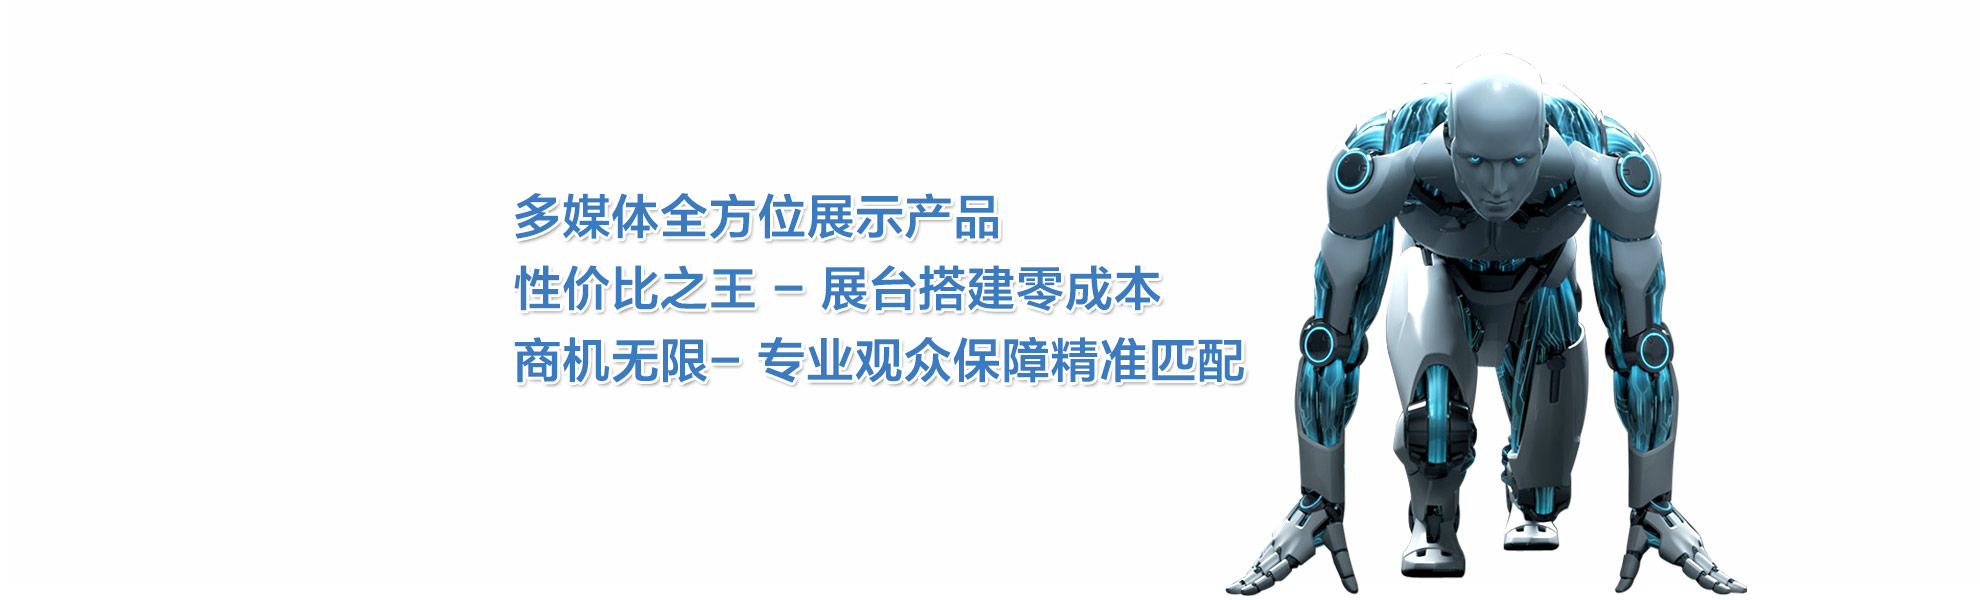 多媒体全方位展示产品
性价比之王 – 展台搭建零成本
商机无限– 专业观众保障精准匹配